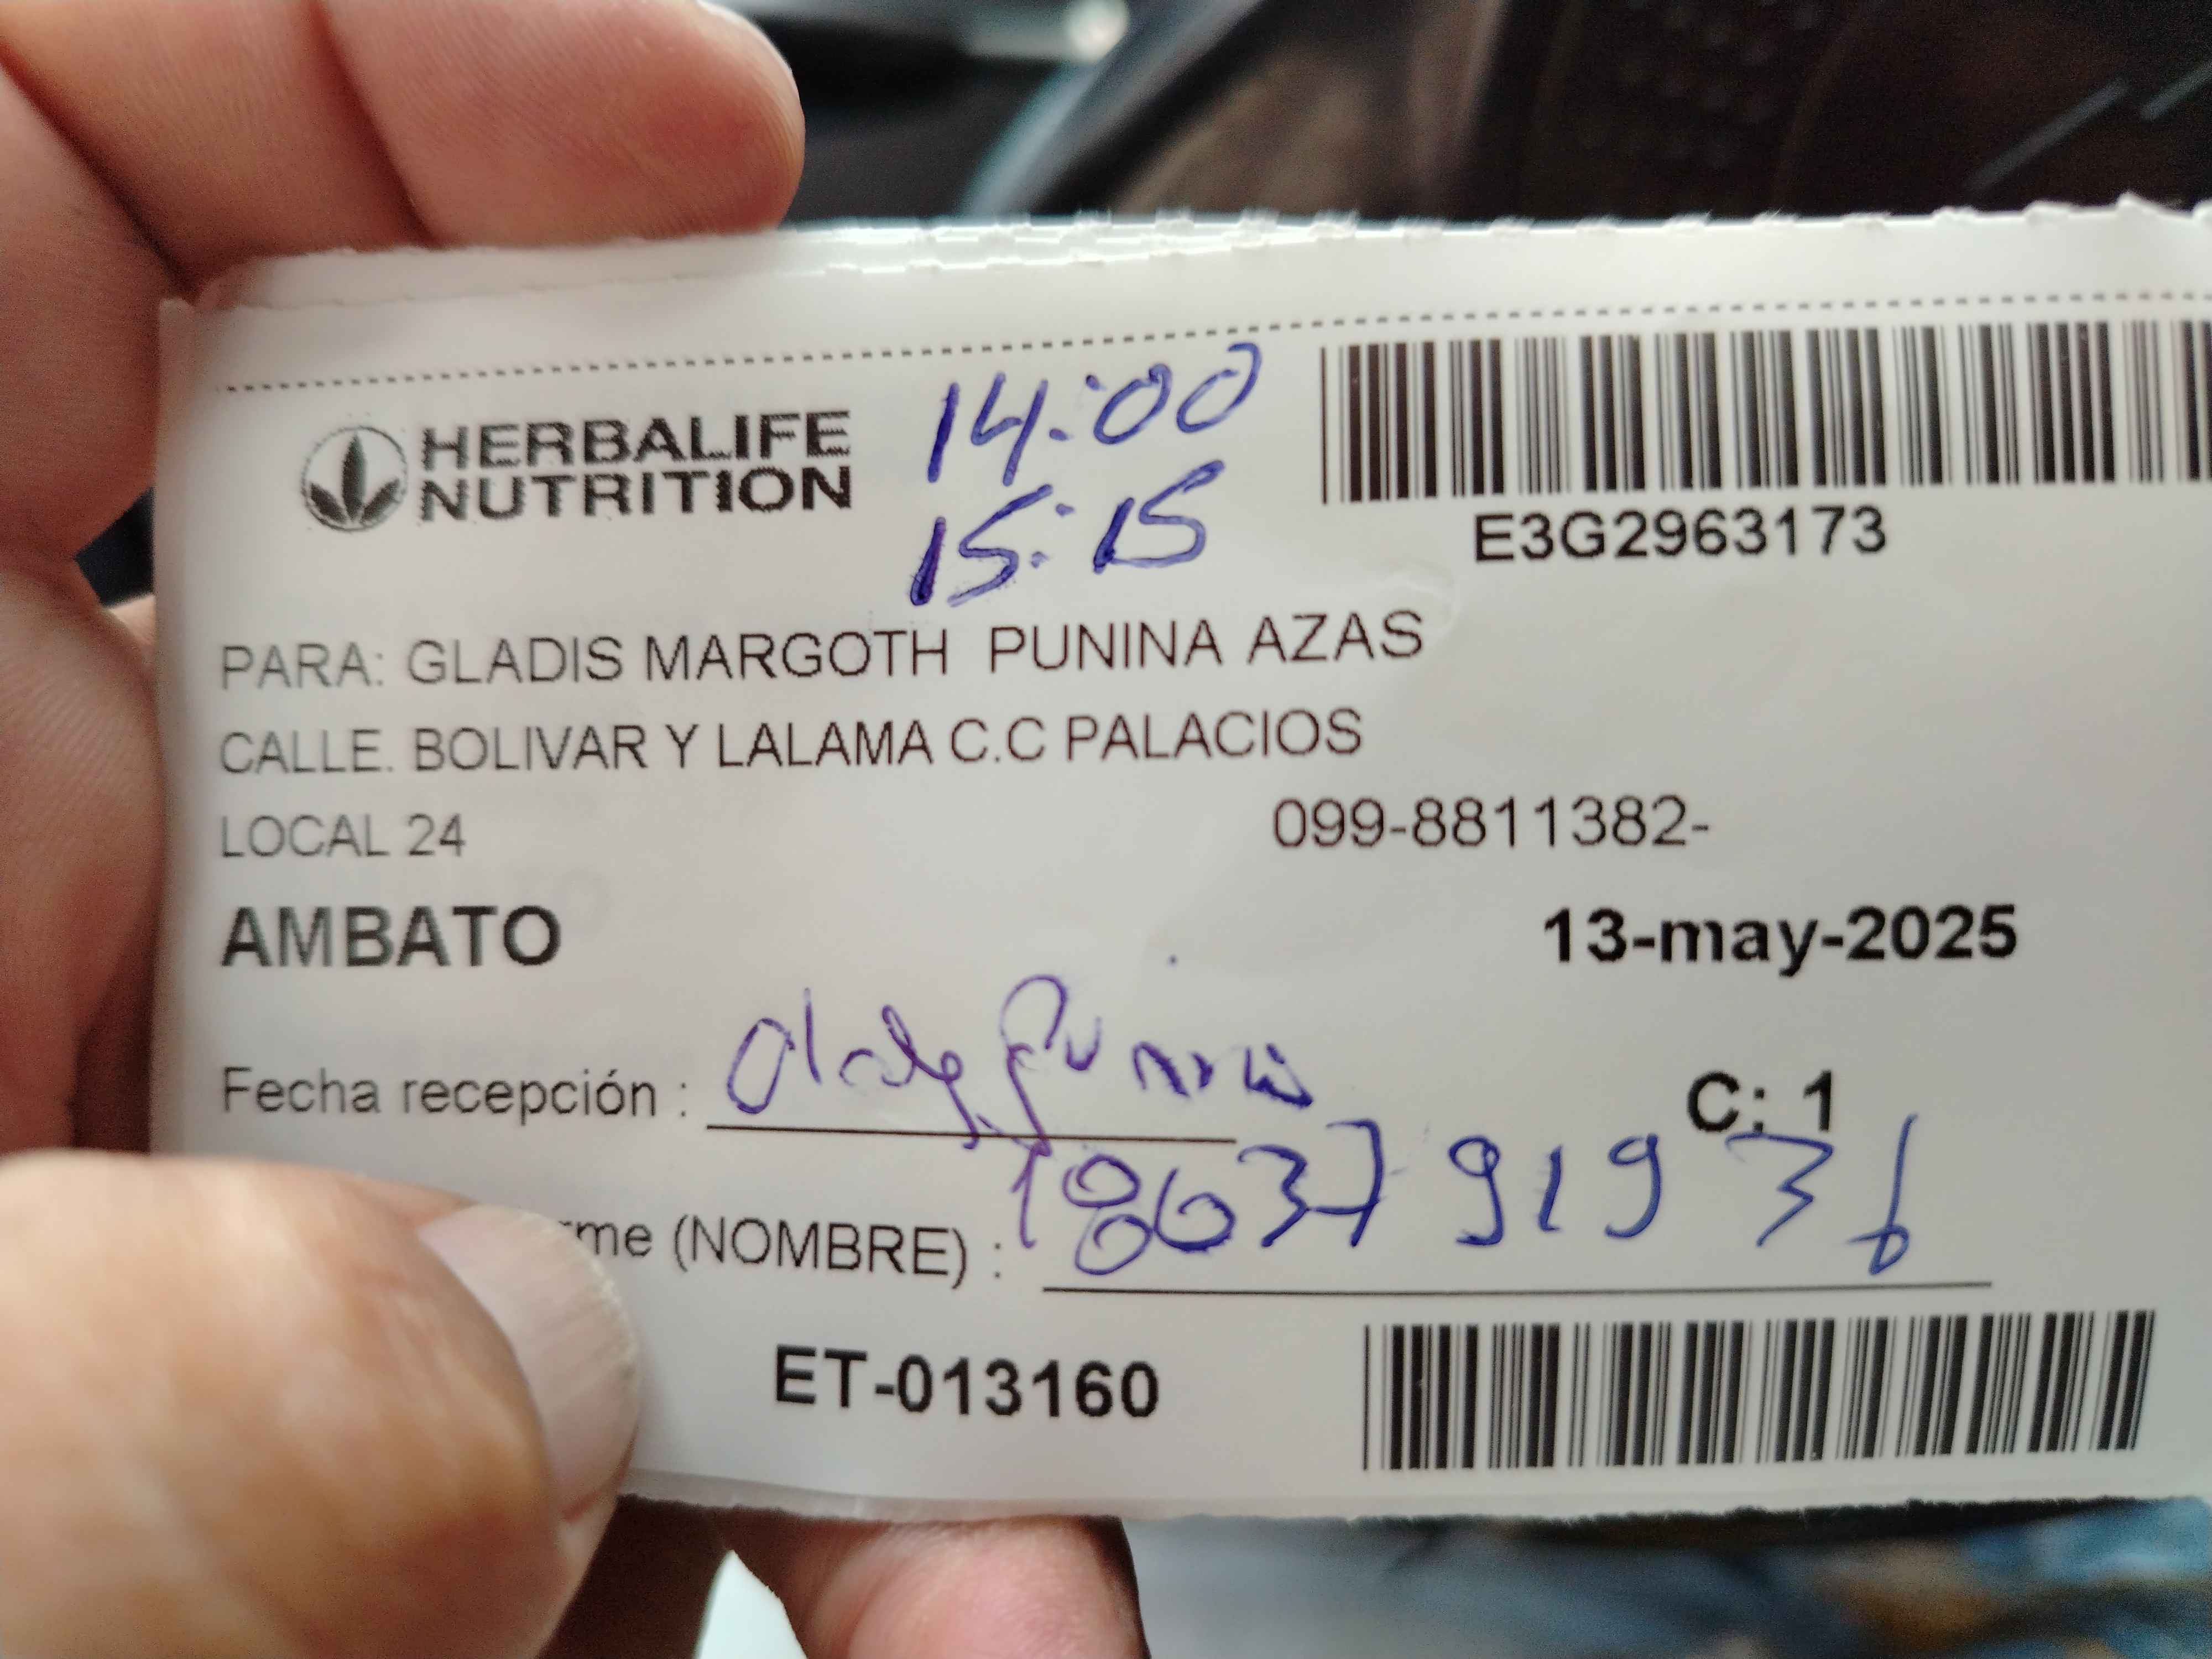 HERBALIFE
NUTRITION
14:00
15:15
E3G2963173
PARA: GLADIS MARGOTH PUNINA AZAS
CALLE. BOLIVAR Y LALAMA C.C PALACIOS
LOCAL 24
099-8811382-
AMBATO
13-may-2025
Fecha recepción :
C: 1
(NOMBRE) :
ET-013160